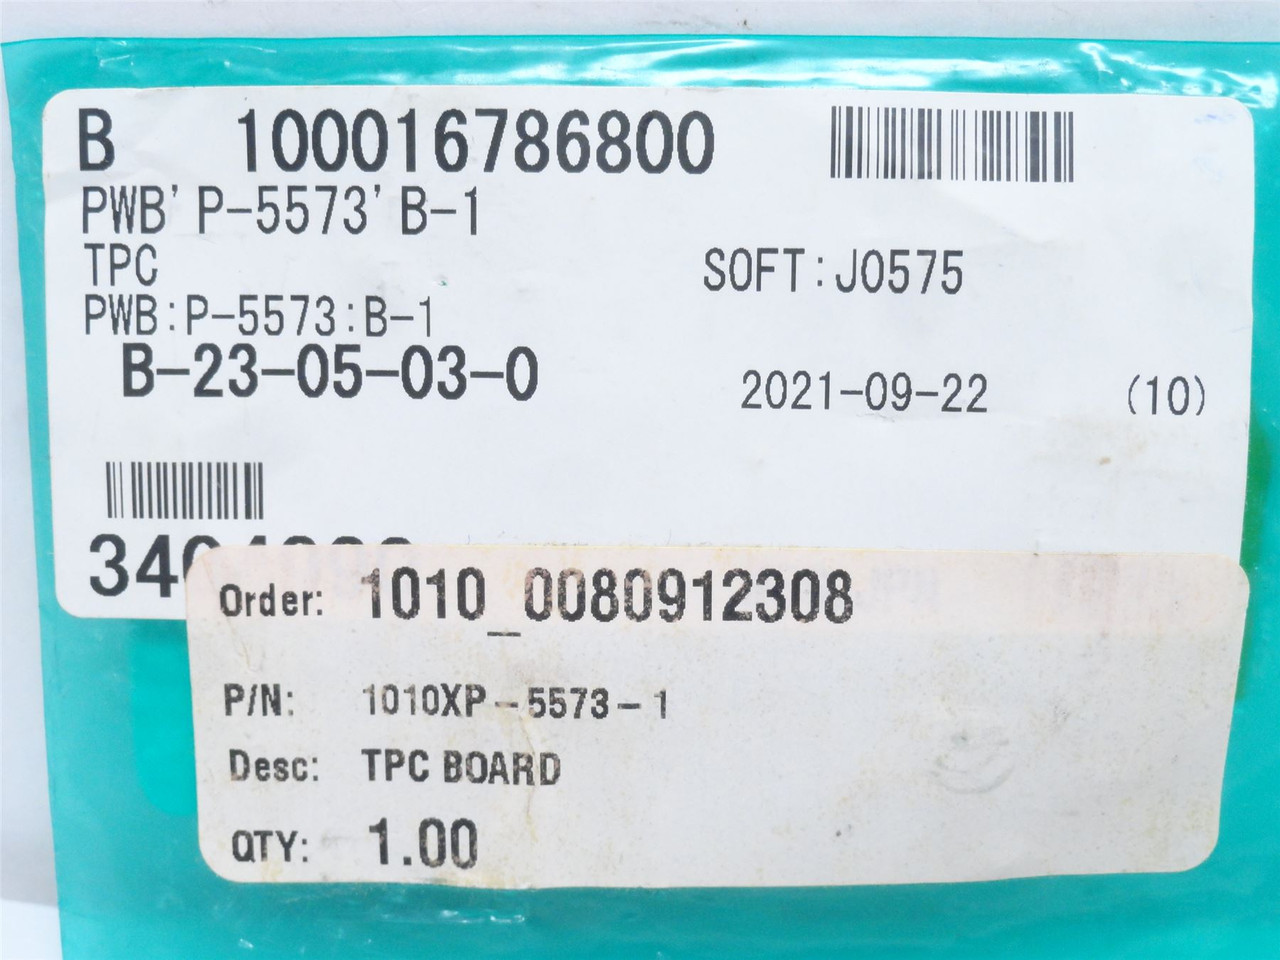 B 100016786800
PWB' P-5573' B-1
TPC
SOFT:J0575
PWB:P-5573:B-1
B-23-05-03-0
2021-09-22 (10)
Order: 1010_0080912308
P/N: 1010XP-5573-1
Desc: TPC BOARD
QTY: 1.00